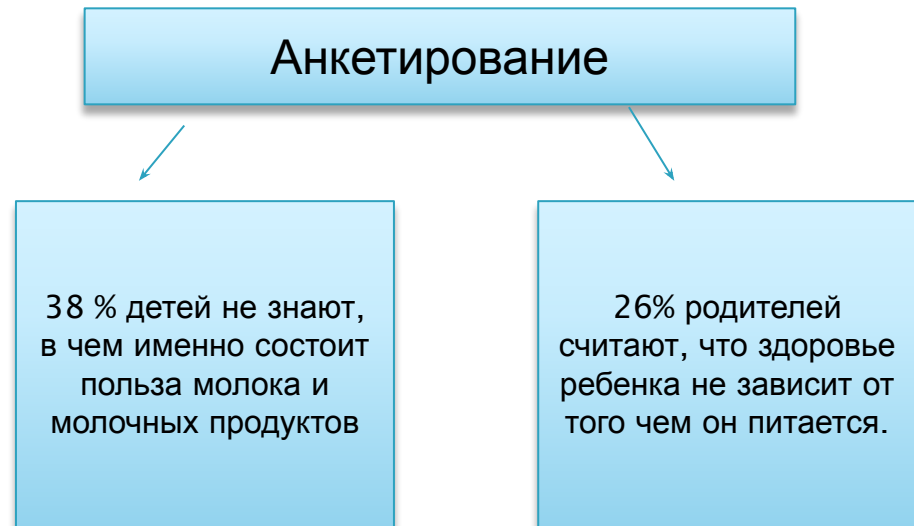 Анкетирование
38 % детей не знают,
в чем именно состоит
польза молока и
молочных продуктов
26% родителей
считают, что здоровье
ребенка не зависит от
того чем он питается.